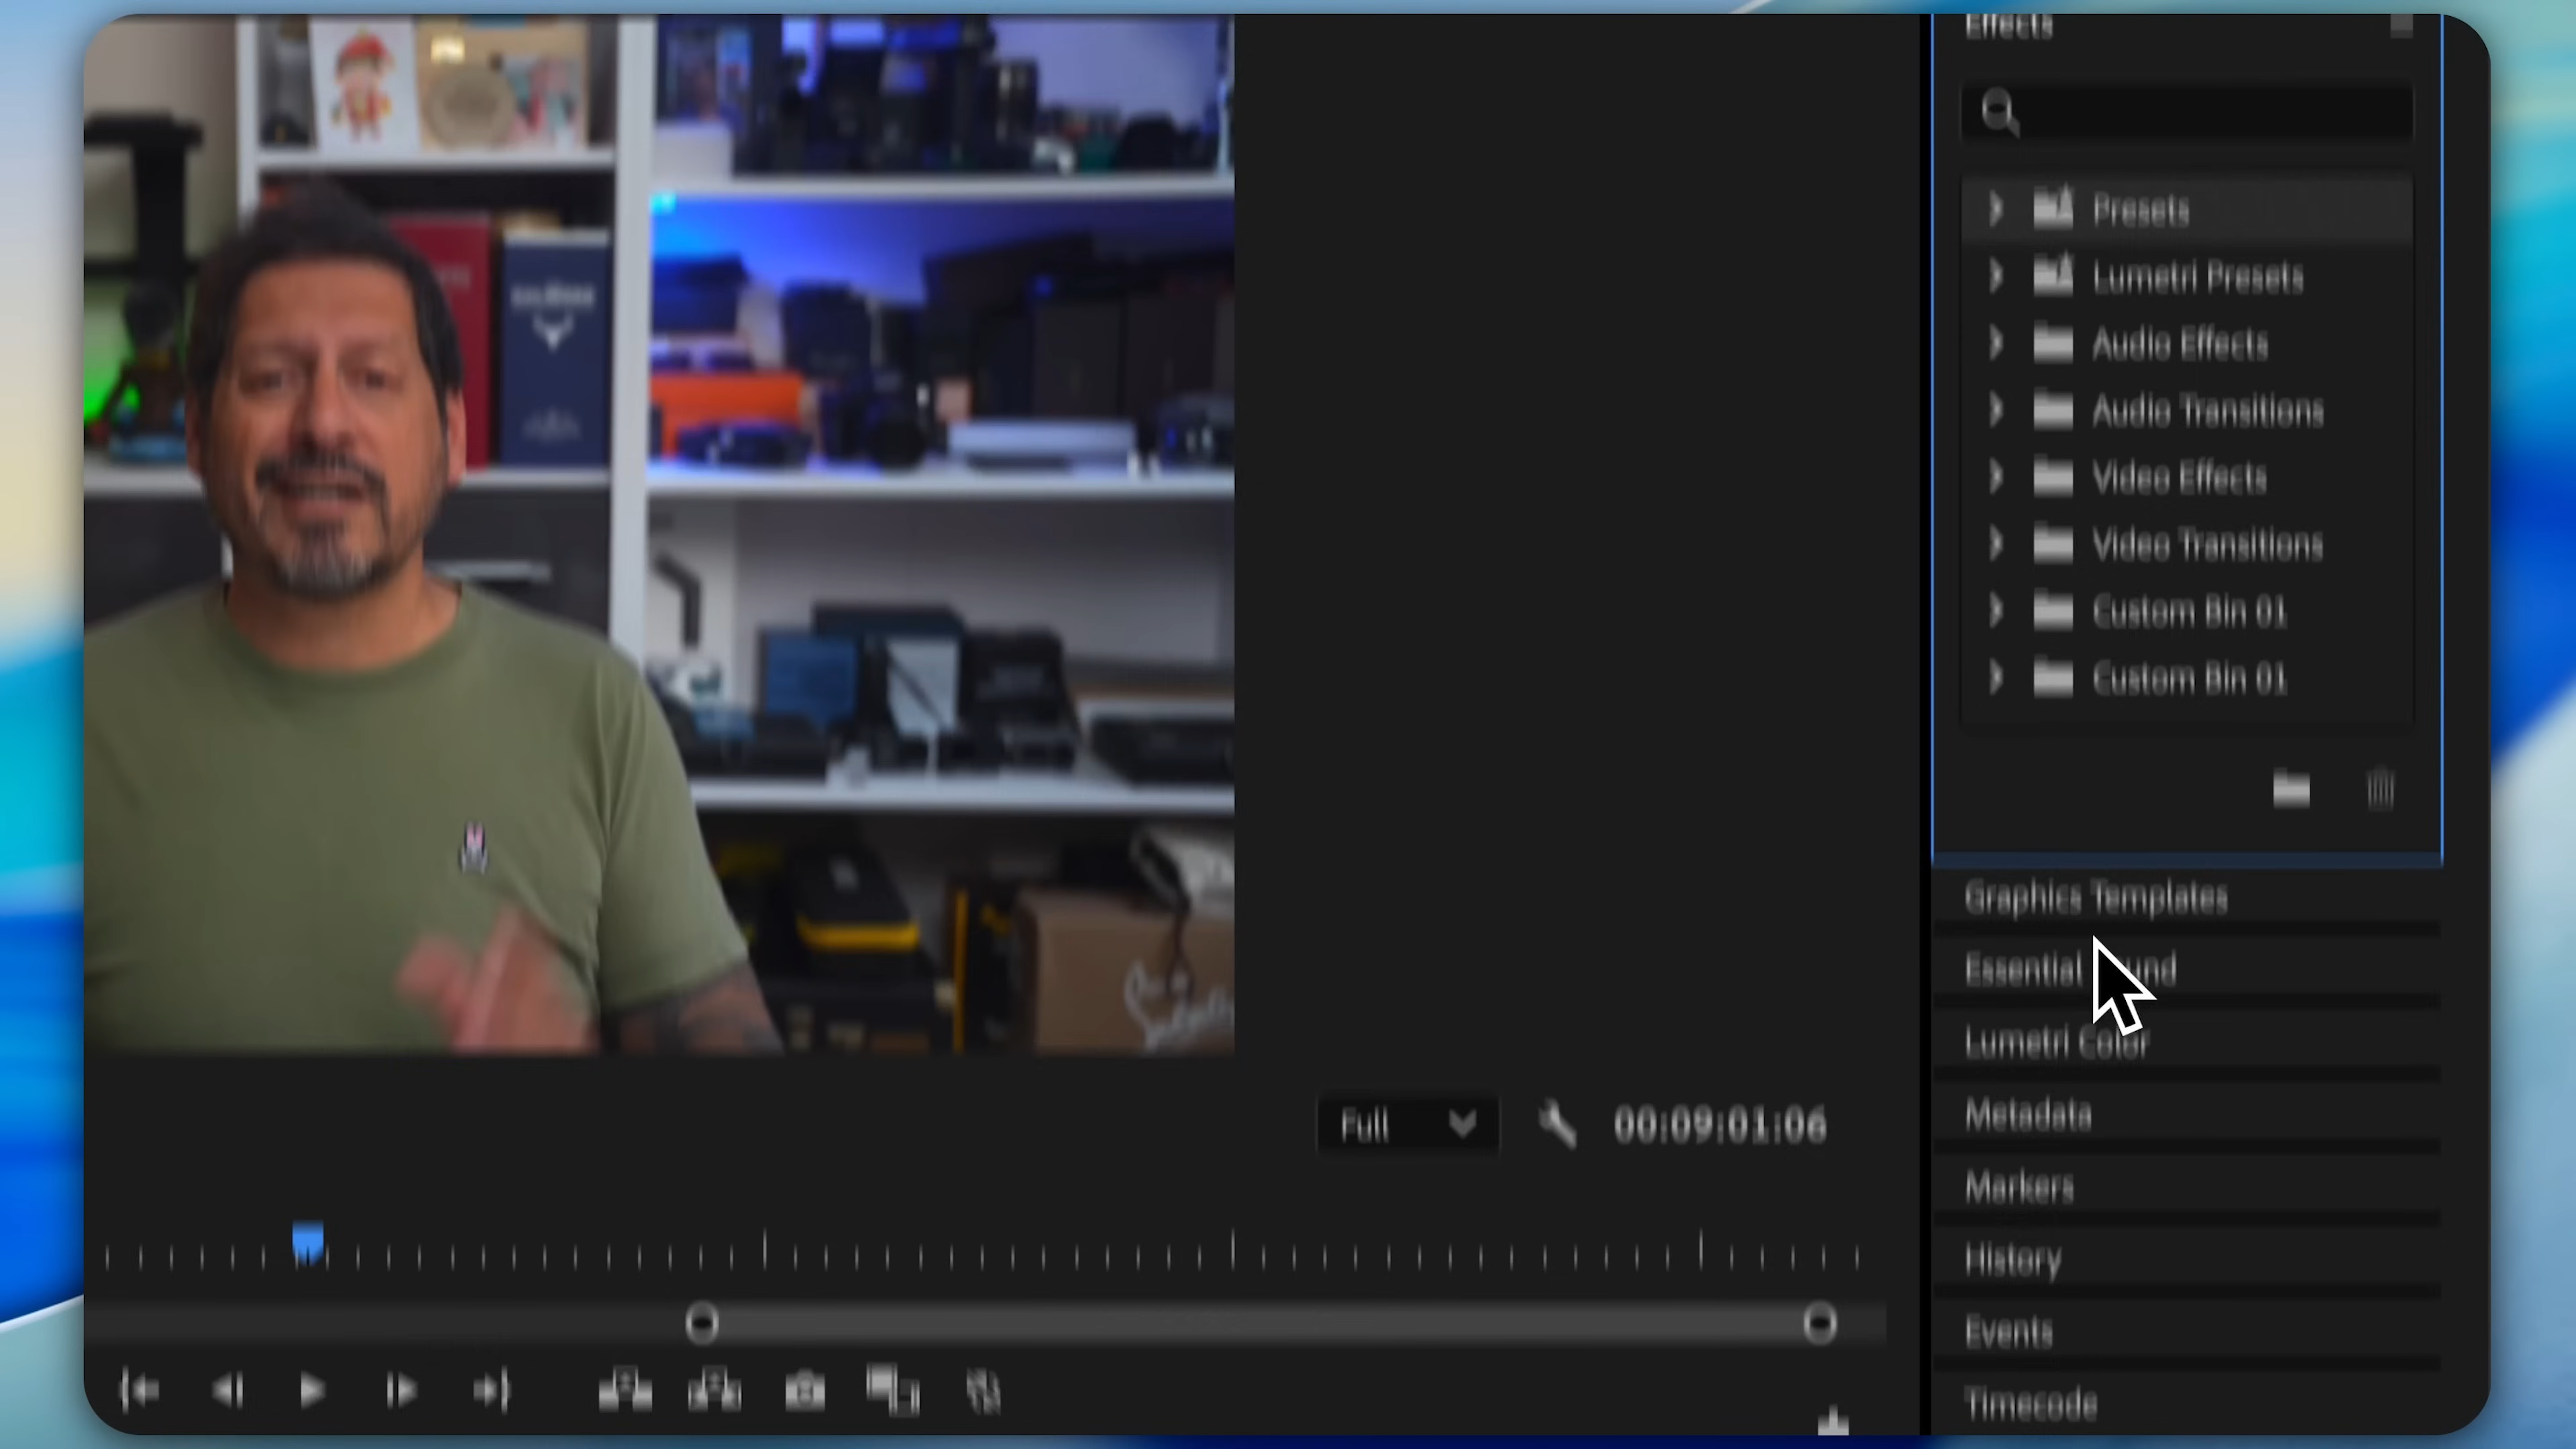 Effects
Presets
Lumetri Presets
Audio Effects
Audio Transitions
Video Effects
Video Transitions
Custom Bin 01
Custom Bin 01
Graphics Templates
Essential
Lumetri Color
Full
00:09:01:06
Metadata
Markers
History
Events
Timecode